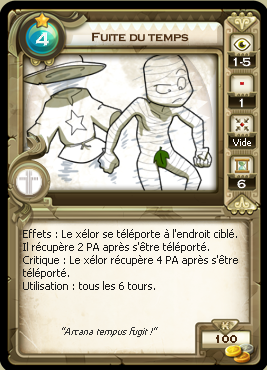 Fuite du temps
4
1-5
1
Vide
6
Effets : Le xélor se téléporte à l'endroit ciblé.
Il récupère 2 PA après s'être téléporté.
Critique : Le xélor récupère 4 PA après s'être
téléporté.
Utilisation : tous les 6 tours.
"Arcana tempus fugit !"
K
100